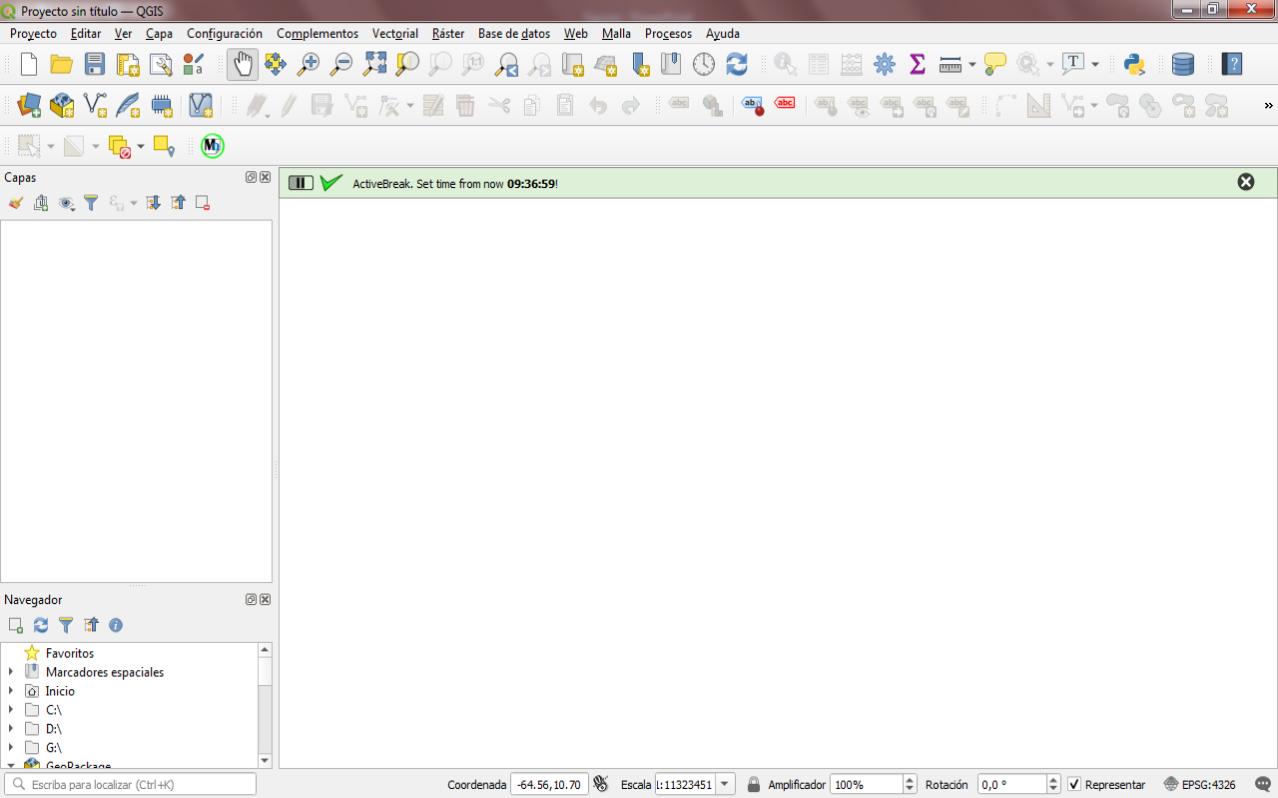 Proyecto sin título — QGIS
Proyecto Editar Ver Capa Configuración Complementos Vectorial Ráster Base de datos Web Malla Procesos Ayuda
Capas
ActiveBreak. Set time from now 09:36:59!
Navegador
Favoritos
Marcadores espaciales
Inicio
C:\
D:\
G:\
GeoPackage
Escriba para localizar (Ctrl+K) Coordenada -64.56,10.70 Escala 1:11323451 Amplificador 100% Rotación 0,0 ° Representar EPSG:4326